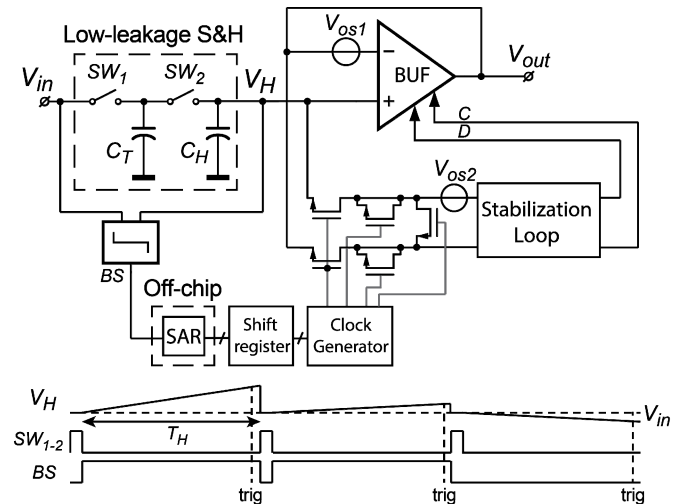 Low-leakage S&H
V_in
SW_1
SW_2
V_H
C_T
C_H
V_os1
BUF
V_out
C
D
V_os2
Stabilization
Loop
BS
Off-chip
SAR
Shift
register
Clock
Generator
V_H
V_in
T_H
SW_1-2
BS
trig
trig
trig